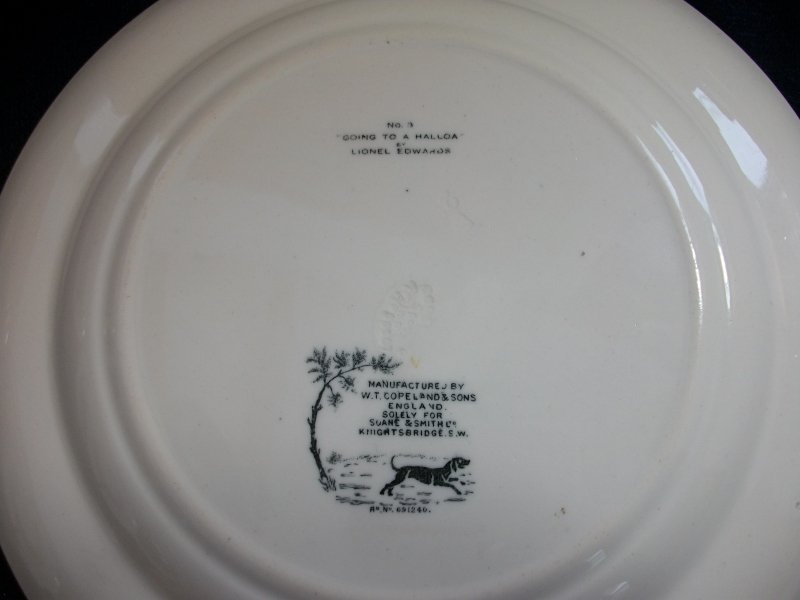 No. 3
"GOING TO A HALLOA"
BY
LIONEL EDWARDS
MANUFACTURED BY
W.T. COPELAND & SONS
ENGLAND.
SOLELY FOR
SOANE & SMITH LD
KNIGHTSBRIDGE. S.W.
RD. No. 691240.